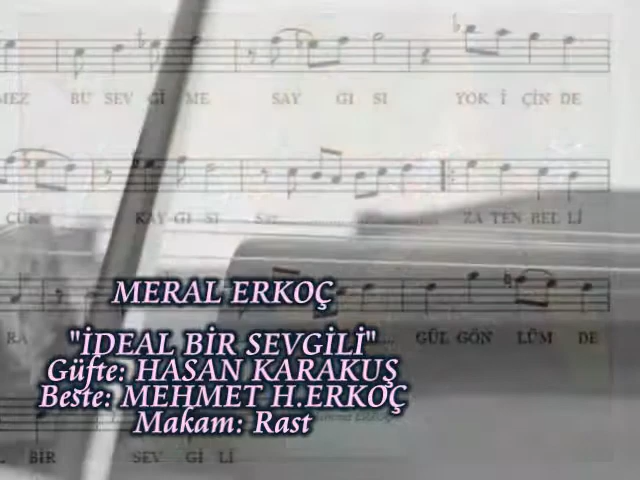 MEZ BU SEV Gİ ME SAY GI SI YOK İ ÇİN DE
CÜK KAY GI SI Saz ZA TEN BEL Lİ
RA GÜL GÖN LÜM DE
MERAL ERKOÇ
"İDEAL BİR SEVGİLİ"
Güfte: HASAN KARAKUŞ
Beste: MEHMET H.ERKOÇ
Makam: Rast
BİR SEV Gİ Lİ